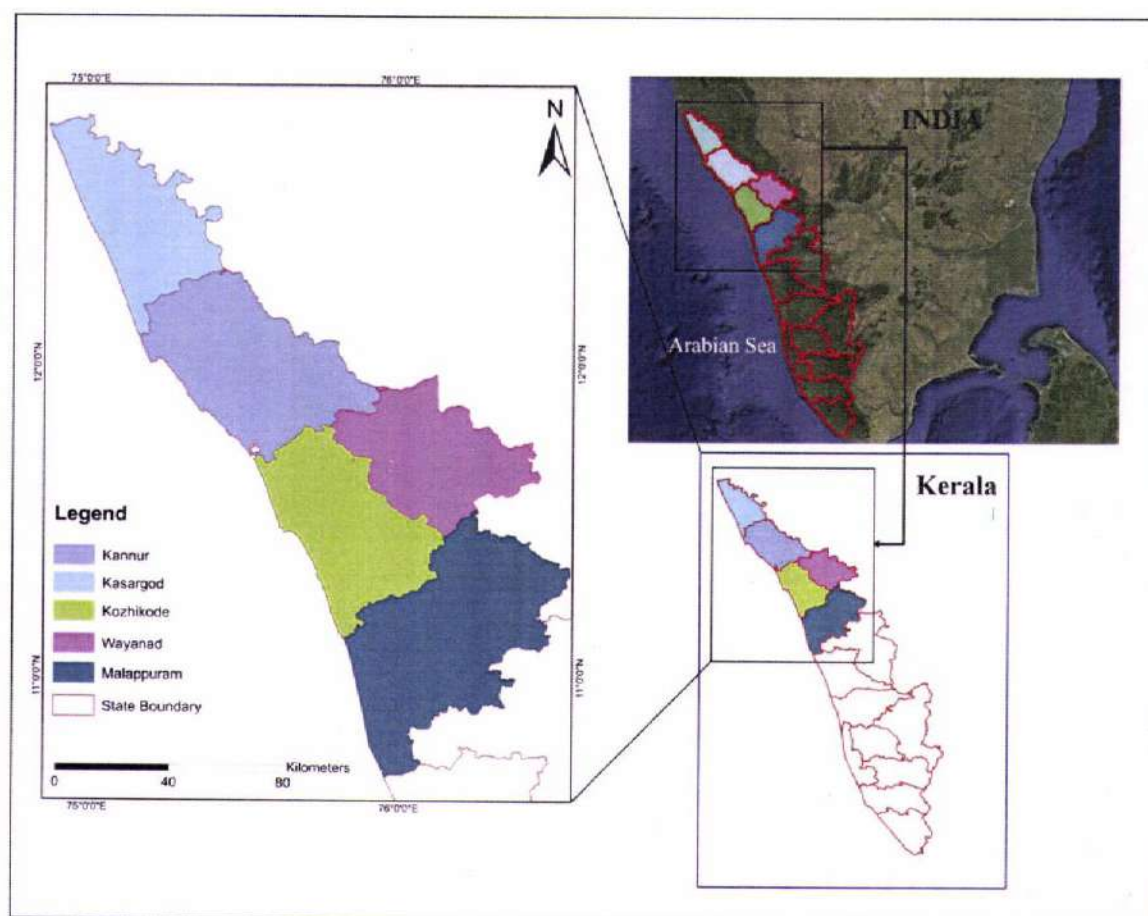 75°0'0"E
76°0'0"E
N
12°0'0"N
12°0'0"N
11°0'0"N
11°0'0"N
Legend
Kannur
Kasargod
Kozhikode
Wayanad
Malappuram
State Boundary
Kilometers
0 40 80
75°0'0"E
76°0'0"E
INDIA
Arabian Sea
Kerala